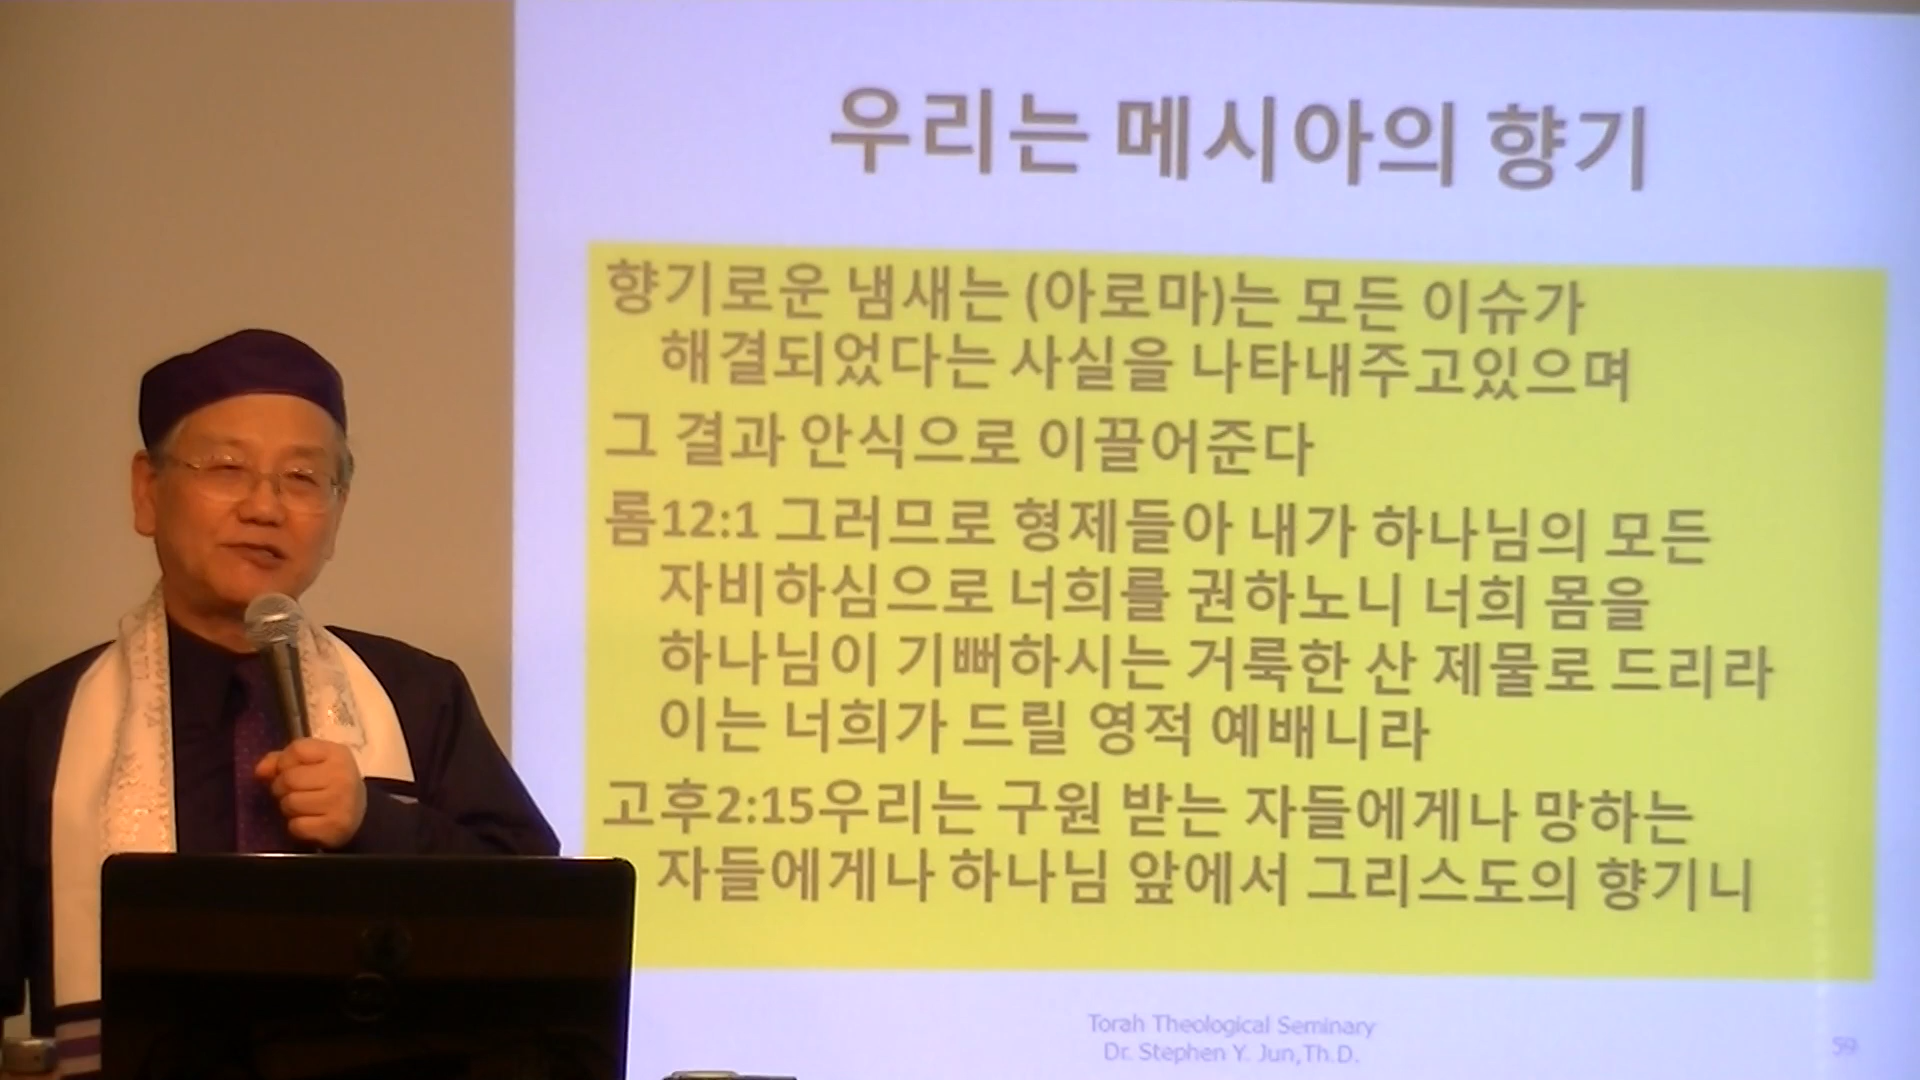 우리는 메시아의 향기
향기로운 냄새는 (아로마)는 모든 이슈가
해결되었다는 사실을 나타내주고있으며
그 결과 안식으로 이끌어준다
롬12:1 그러므로 형제들아 내가 하나님의 모든
자비하심으로 너희를 권하노니 너희 몸을
하나님이 기뻐하시는 거룩한 산 제물로 드리라
이는 너희가 드릴 영적 예배니라
고후2:15우리는 구원 받는 자들에게나 망하는
자들에게나 하나님 앞에서 그리스도의 향기니
Torah Theological Seminary
Dr. Stephen Y. Jun,Th.D.
59